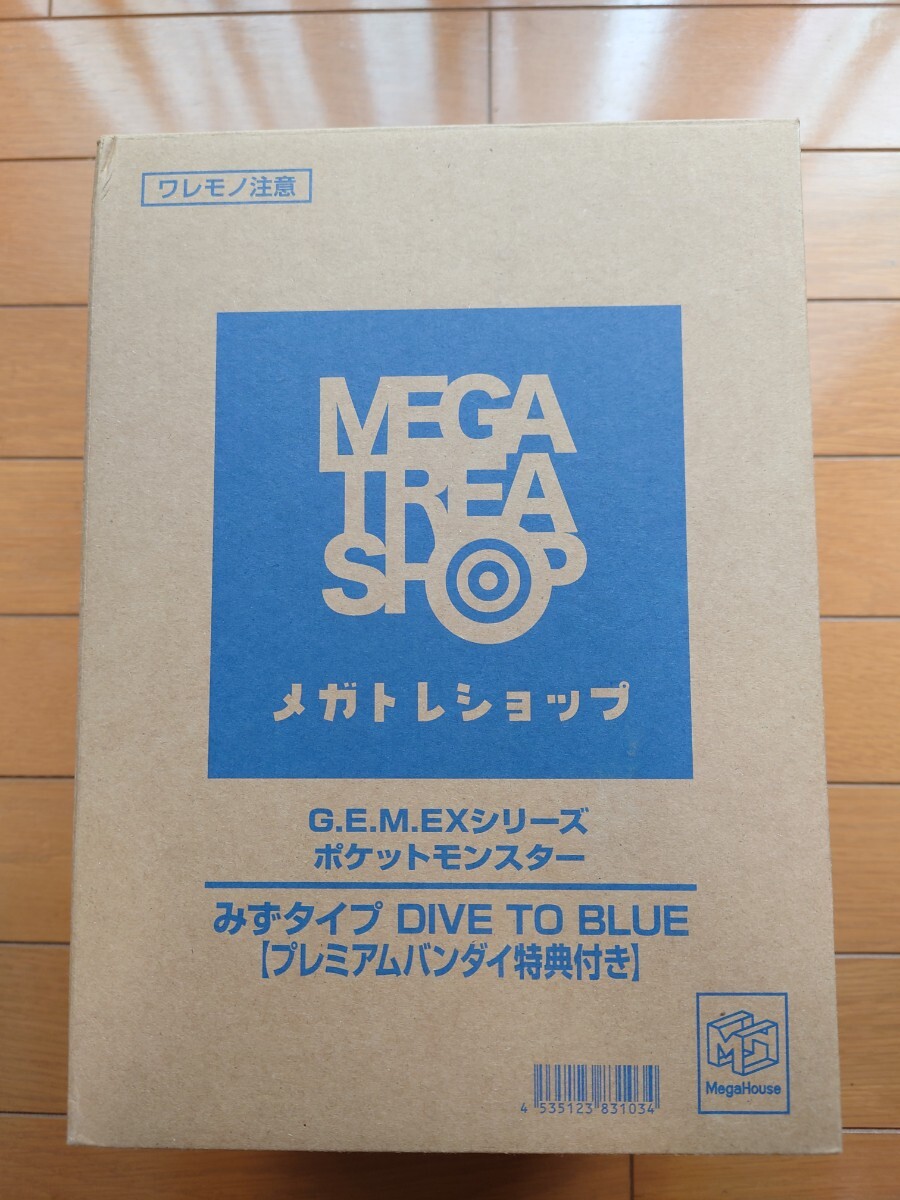 ワレモノ注意
MEGA
TREA
SHOP
メガトレショップ
G.E.M.EXシリーズ
ポケットモンスター
みずタイプ DIVE TO BLUE
【プレミアムバンダイ特典付き】
MegaHouse
4 535123 831034